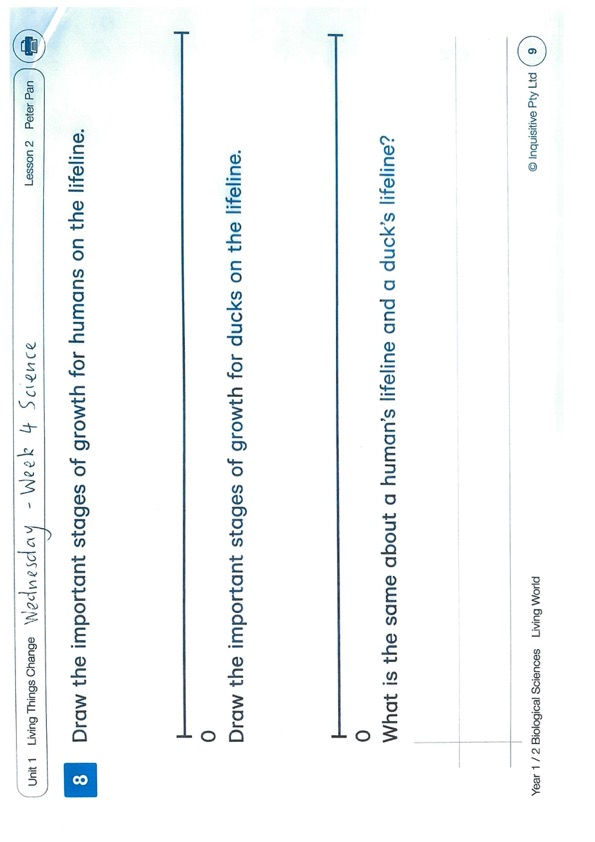 Unit 1 Living Things Change Wednesday - Week 4 Science Lesson 2 Peter Pan
8 Draw the important stages of growth for humans on the lifeline.
0
Draw the important stages of growth for ducks on the lifeline.
0
What is the same about a human's lifeline and a duck's lifeline?
Year 1 / 2 Biological Sciences Living World © Inquisitive Pty Ltd 9